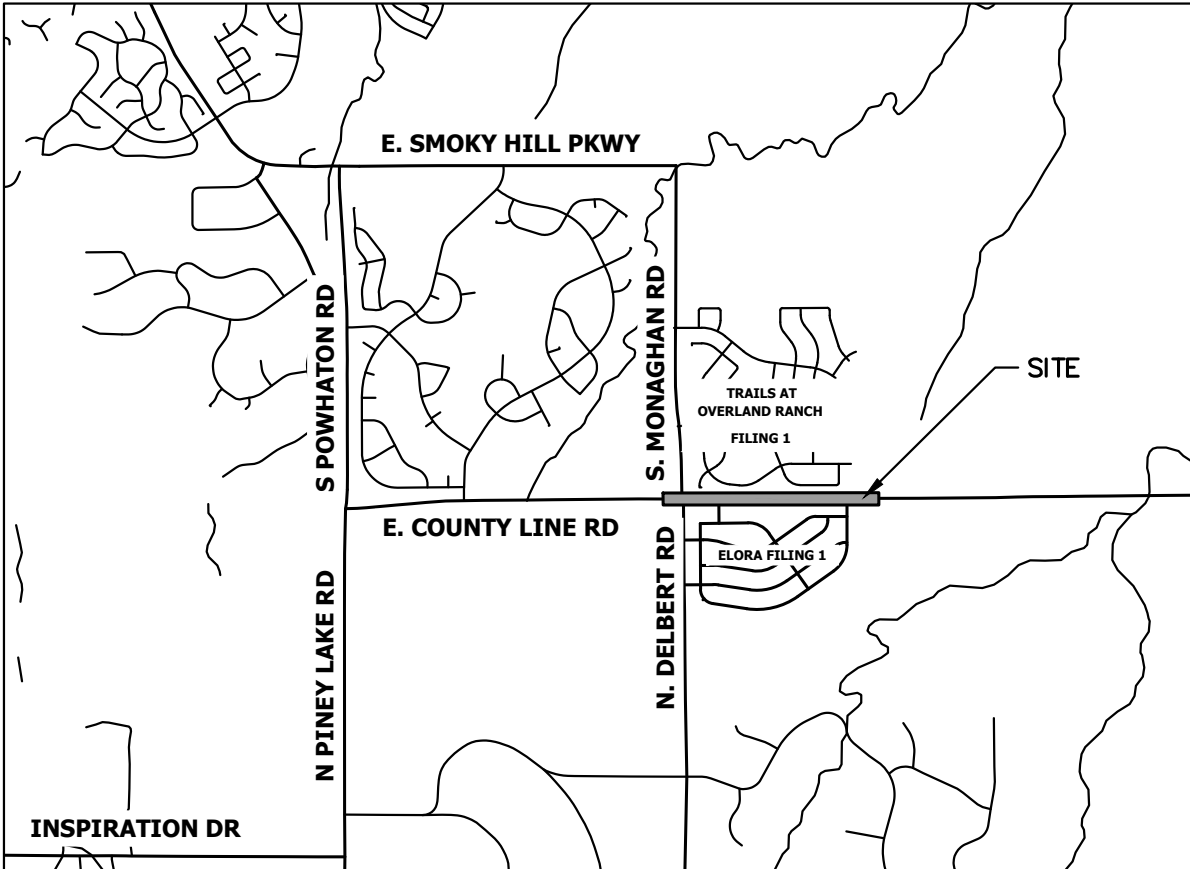 E. SMOKY HILL PKWY
S POWHATON RD
S. MONAGHAN RD
SITE
TRAILS AT
OVERLAND RANCH
FILING 1
E. COUNTY LINE RD
ELORA FILING 1
N PINEY LAKE RD
N. DELBERT RD
INSPIRATION DR